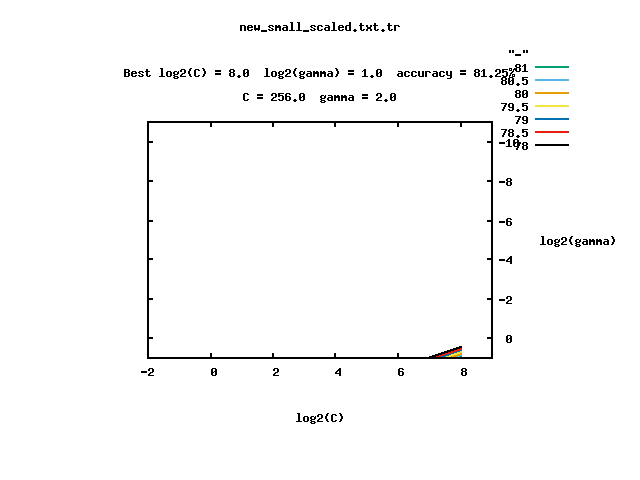 new_small_scaled.txt.tr
"-"
Best log2(C) = 8.0  log2(gamma) = 1.0  accuracy = 81.25%
81
80.5
C = 256.0  gamma = 2.0
80
79.5
79
78.5
78
-10
-8
-6
log2(gamma)
-4
-2
0
-2 0 2 4 6 8
log2(C)